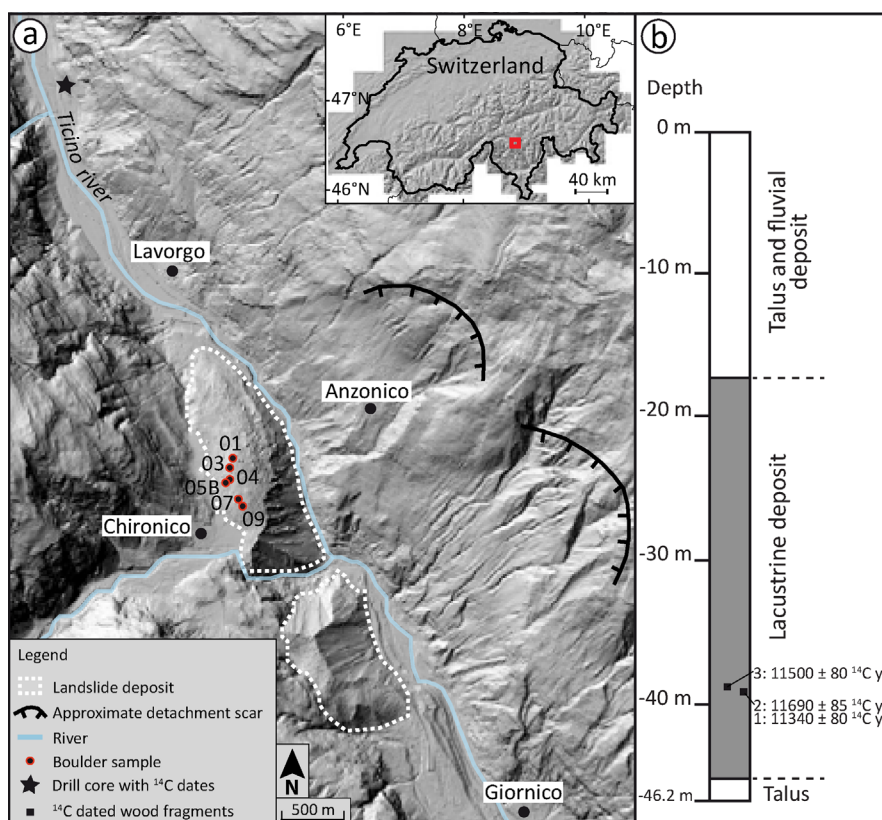 a
6°E
8°E
10°E
Switzerland
47°N
46°N
40 km
Ticino river
Lavorgo
Anzonico
01
03
04
05B
07
09
Chironico
Giornico
Legend
Landslide deposit
Approximate detachment scar
River
Boulder sample
Drill core with ¹⁴C dates
¹⁴C dated wood fragments
N
500 m
b
Depth
0 m
-10 m
-20 m
-30 m
-40 m
-46.2 m
Talus and fluvial
deposit
Lacustrine deposit
3: 11500 ± 80 ¹⁴C y
2: 11690 ± 85 ¹⁴C y
1: 11340 ± 80 ¹⁴C y
Talus